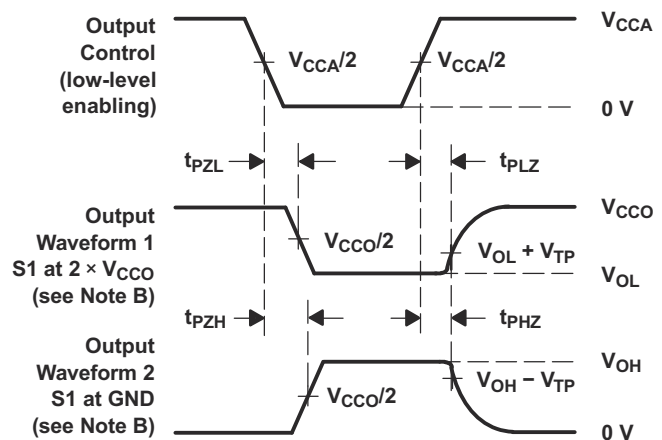 Output
Control
(low-level
enabling)
V_CCA/2
V_CCA/2
V_CCA
0 V
t_PZL
t_PLZ
Output
Waveform 1
S1 at 2 × V_CCO
(see Note B)
V_CCO/2
V_CCO
V_OL + V_TP
V_OL
t_PZH
t_PHZ
Output
Waveform 2
S1 at GND
(see Note B)
V_CCO/2
V_OH
V_OH − V_TP
0 V